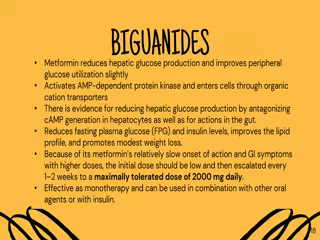 BIGUANIDES
• Metformin reduces hepatic glucose production and improves peripheral
glucose utilization slightly
• Activates AMP-dependent protein kinase and enters cells through organic
cation transporters
• There is evidence for reducing hepatic glucose production by antagonizing
cAMP generation in hepatocytes as well as for actions in the gut.
• Reduces fasting plasma glucose (FPG) and insulin levels, improves the lipid
profile, and promotes modest weight loss.
• Because of its metformin's relatively slow onset of action and GI symptoms
with higher doses, the initial dose should be low and then escalated every
1–2 weeks to a maximally tolerated dose of 2000 mg daily.
• Effective as monotherapy and can be used in combination with other oral
agents or with insulin.
18